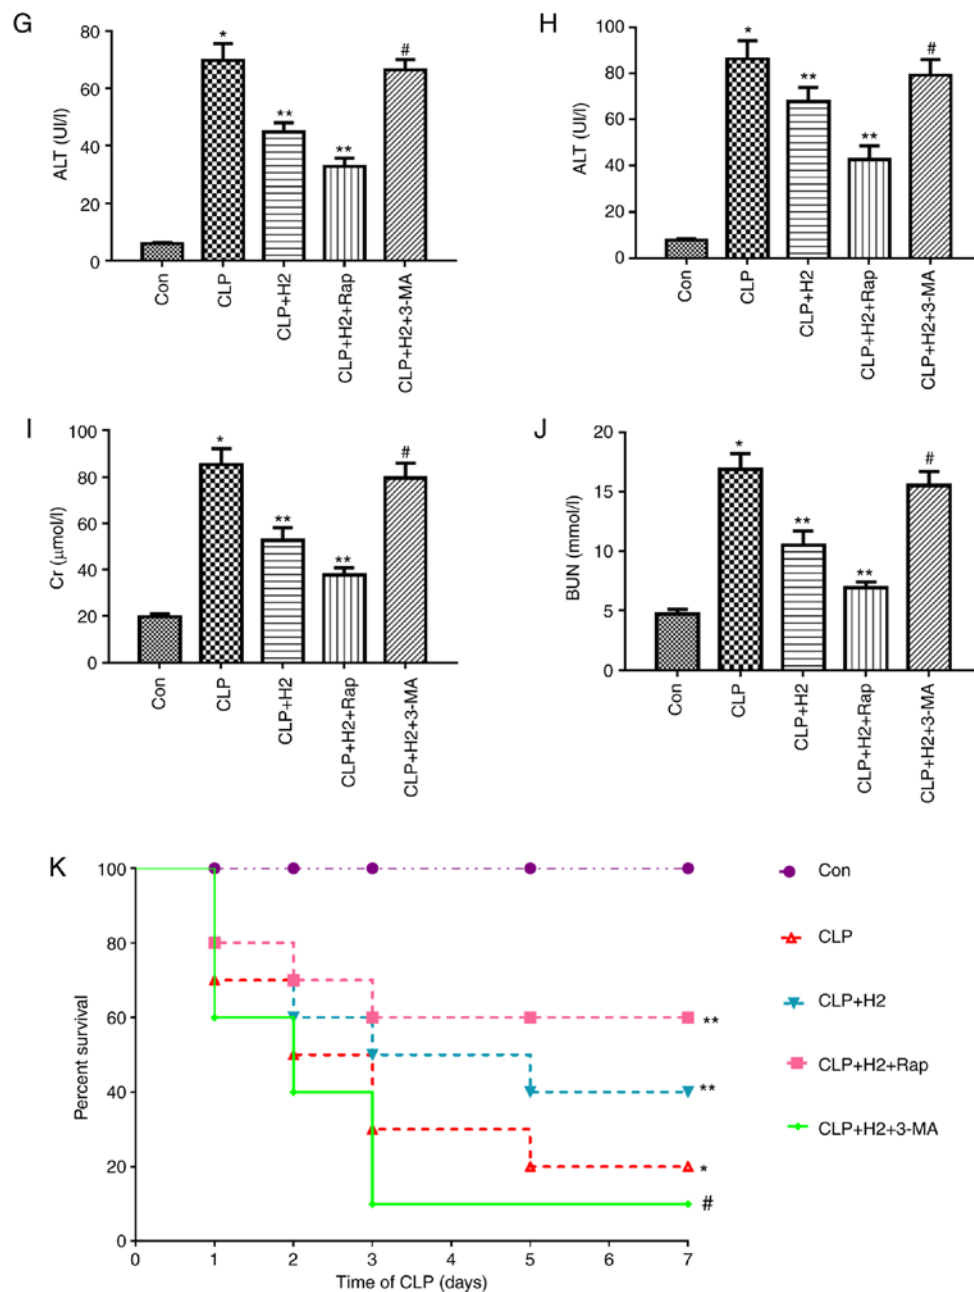 G
80
60
40
20
0
ALT (UI/l)
*
**
**
#
Con
CLP
CLP+H2
CLP+H2+Rap
CLP+H2+3-MA
H
100
80
60
40
20
0
ALT (UI/l)
*
**
**
#
Con
CLP
CLP+H2
CLP+H2+Rap
CLP+H2+3-MA
I
100
80
60
40
20
0
Cr (μmol/l)
*
**
**
#
Con
CLP
CLP+H2
CLP+H2+Rap
CLP+H2+3-MA
J
20
15
10
5
0
BUN (mmol/l)
*
**
**
#
Con
CLP
CLP+H2
CLP+H2+Rap
CLP+H2+3-MA
K
100
80
60
40
20
0
Percent survival
0 1 2 3 4 5 6 7
Time of CLP (days)
**
**
*
#
Con
CLP
CLP+H2
CLP+H2+Rap
CLP+H2+3-MA